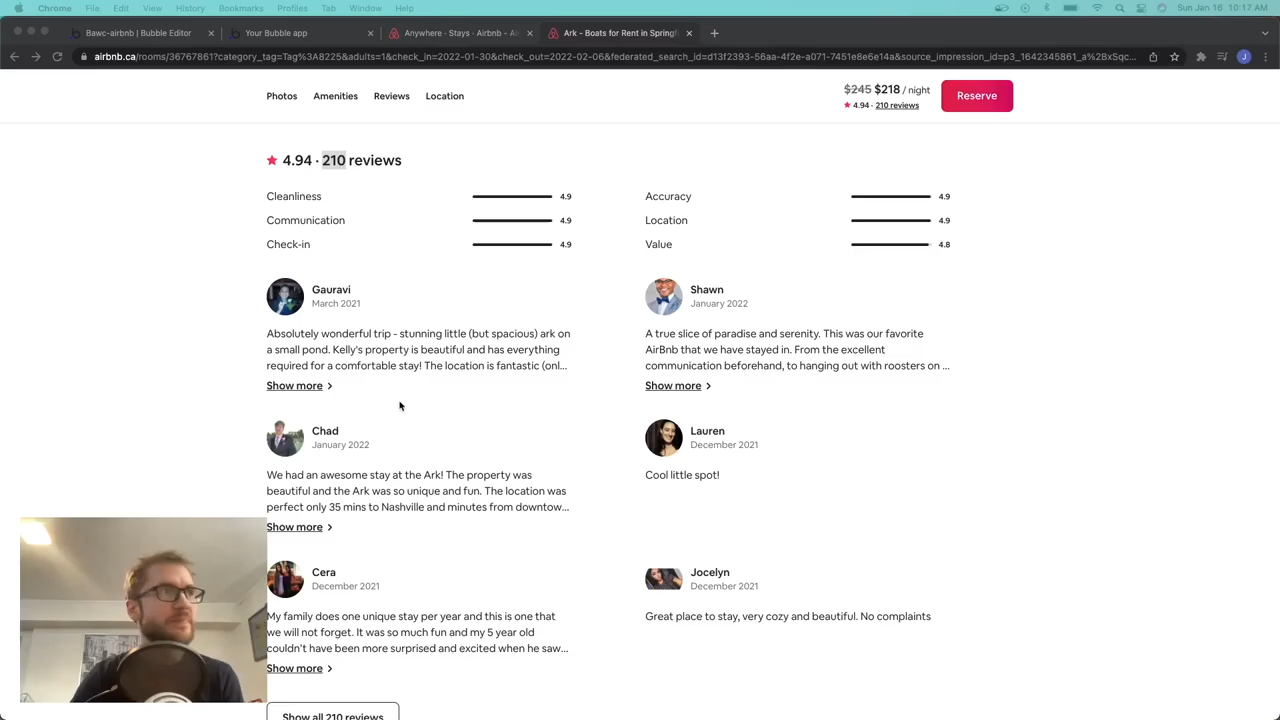 Chrome File Edit View History Bookmarks Profiles Tab Window Help Sun Jan 16 10:17 AM
Bawc-airbnb | Bubble Editor Your Bubble app Anywhere - Stays - Airbnb - A Ark - Boats for Rent in Springf
airbnb.ca/rooms/36767861?category_tag=Tag%3A8225&adults=1&check_in=2022-01-30&check_out=2022-02-06&federated_search_id=d13f2393-56aa-4f2e-a071-7451e8e6e14a&source_impression_id=p3_1642345861_a%2BxSqc...
Photos Amenities Reviews Location
$245 $218 / night
4.94 · 210 reviews
Reserve
4.94 · 210 reviews
Cleanliness 4.9
Accuracy 4.9
Communication 4.9
Location 4.9
Check-in 4.9
Value 4.8
Gauravi
March 2021
Absolutely wonderful trip - stunning little (but spacious) ark on
a small pond. Kelly's property is beautiful and has everything
required for a comfortable stay! The location is fantastic (onl...
Show more
Shawn
January 2022
A true slice of paradise and serenity. This was our favorite
AirBnb that we have stayed in. From the excellent
communication beforehand, to hanging out with roosters on ...
Show more
Chad
January 2022
We had an awesome stay at the Ark! The property was
beautiful and the Ark was so unique and fun. The location was
perfect only 35 mins to Nashville and minutes from downtow...
Show more
Lauren
December 2021
Cool little spot!
Cera
December 2021
My family does one unique stay per year and this is one that
we will not forget. It was so much fun and my 5 year old
couldn't have been more surprised and excited when he saw...
Show more
Jocelyn
December 2021
Great place to stay, very cozy and beautiful. No complaints
Show all 210 reviews